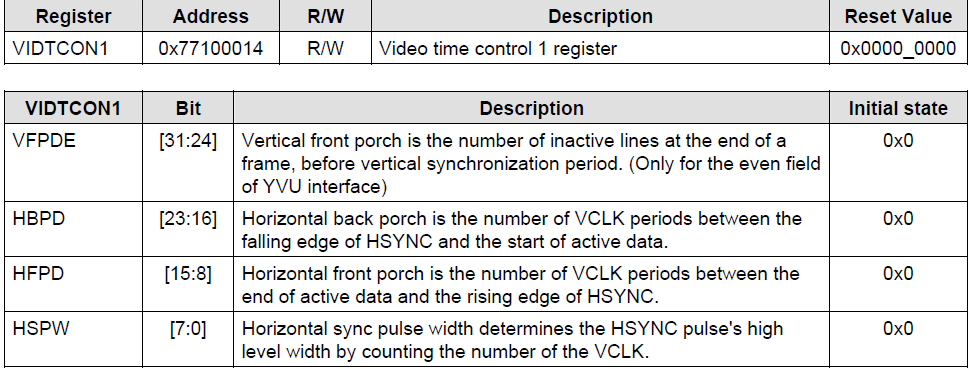 Register Address R/W Description Reset Value
VIDTCON1 0x77100014 R/W Video time control 1 register 0x0000_0000
VIDTCON1 Bit Description Initial state
VFPDE [31:24] Vertical front porch is the number of inactive lines at the end of a 0x0
frame, before vertical synchronization period. (Only for the even field
of YVU interface)
HBPD [23:16] Horizontal back porch is the number of VCLK periods between the 0x0
falling edge of HSYNC and the start of active data.
HFPD [15:8] Horizontal front porch is the number of VCLK periods between the 0x0
end of active data and the rising edge of HSYNC.
HSPW [7:0] Horizontal sync pulse width determines the HSYNC pulse's high 0x0
level width by counting the number of the VCLK.